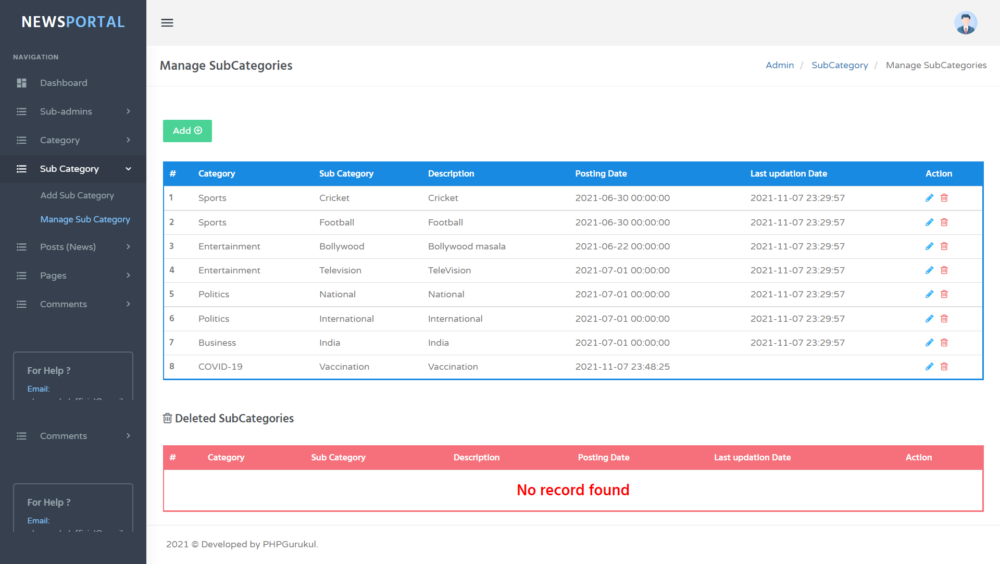 NEWSPORTAL
NAVIGATION
Dashboard
Sub-admins
Category
Sub Category
Add Sub Category
Manage Sub Category
Posts (News)
Pages
Comments
For Help ?
Email:
Comments
For Help ?
Email:
Manage SubCategories
Admin / SubCategory / Manage SubCategories
Add
# Category Sub Category Description Posting Date Last updation Date Action
1 Sports Cricket Cricket 2021-06-30 00:00:00 2021-11-07 23:29:57
2 Sports Football Football 2021-06-30 00:00:00 2021-11-07 23:29:57
3 Entertainment Bollywood Bollywood masala 2021-06-22 00:00:00 2021-11-07 23:29:57
4 Entertainment Television TeleVision 2021-07-01 00:00:00 2021-11-07 23:29:57
5 Politics National National 2021-07-01 00:00:00 2021-11-07 23:29:57
6 Politics International International 2021-07-01 00:00:00 2021-11-07 23:29:57
7 Business India India 2021-07-01 00:00:00 2021-11-07 23:29:57
8 COVID-19 Vaccination Vaccination 2021-11-07 23:48:25
Deleted SubCategories
# Category Sub Category Description Posting Date Last updation Date Action
No record found
2021 © Developed by PHPGurukul.